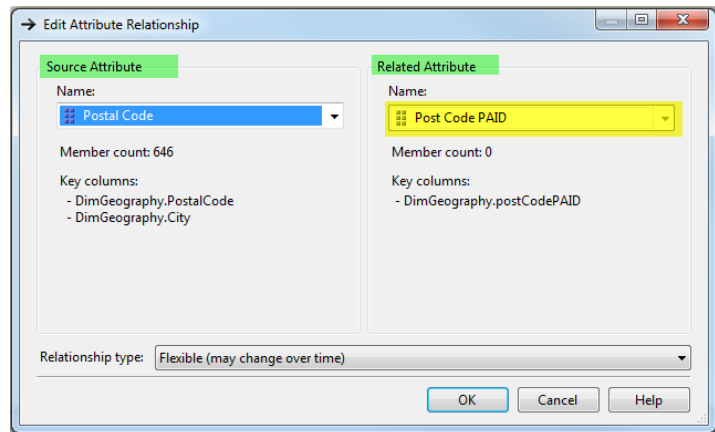 Edit Attribute Relationship
Source Attribute
Name:
Postal Code
Member count: 646
Key columns:
- DimGeography.PostalCode
- DimGeography.City
Related Attribute
Name:
Post Code PAID
Member count: 0
Key columns:
- DimGeography.postCodePAID
Relationship type: Flexible (may change over time)
OK Cancel Help